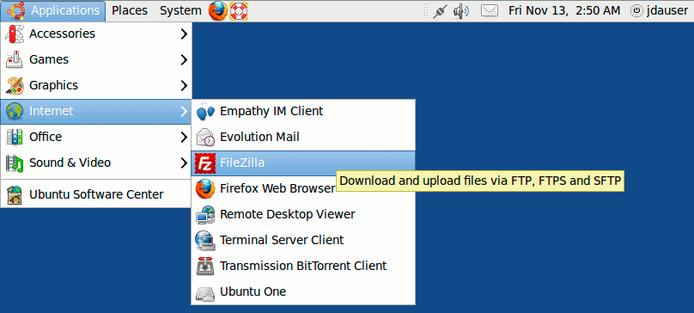 Applications Places System Fri Nov 13, 2:50 AM jdauser
Accessories
Games
Graphics
Internet
Office
Sound & Video
Ubuntu Software Center
Empathy IM Client
Evolution Mail
Fz FileZilla
Download and upload files via FTP, FTPS and SFTP
Firefox Web Browser
Remote Desktop Viewer
Terminal Server Client
Transmission BitTorrent Client
Ubuntu One